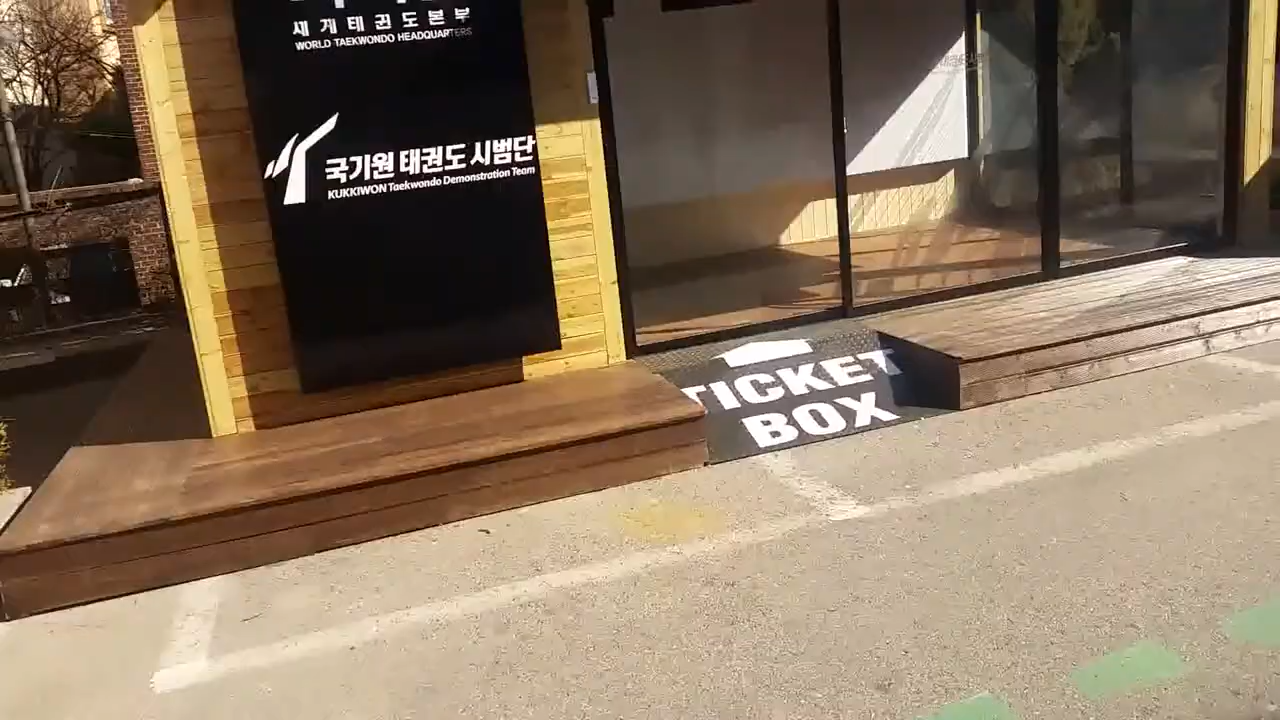 세계태권도본부
WORLD TAEKWONDO HEADQUARTERS
국기원 태권도 시범단
KUKKIWON Taekwondo Demonstration Team
TICKET
BOX